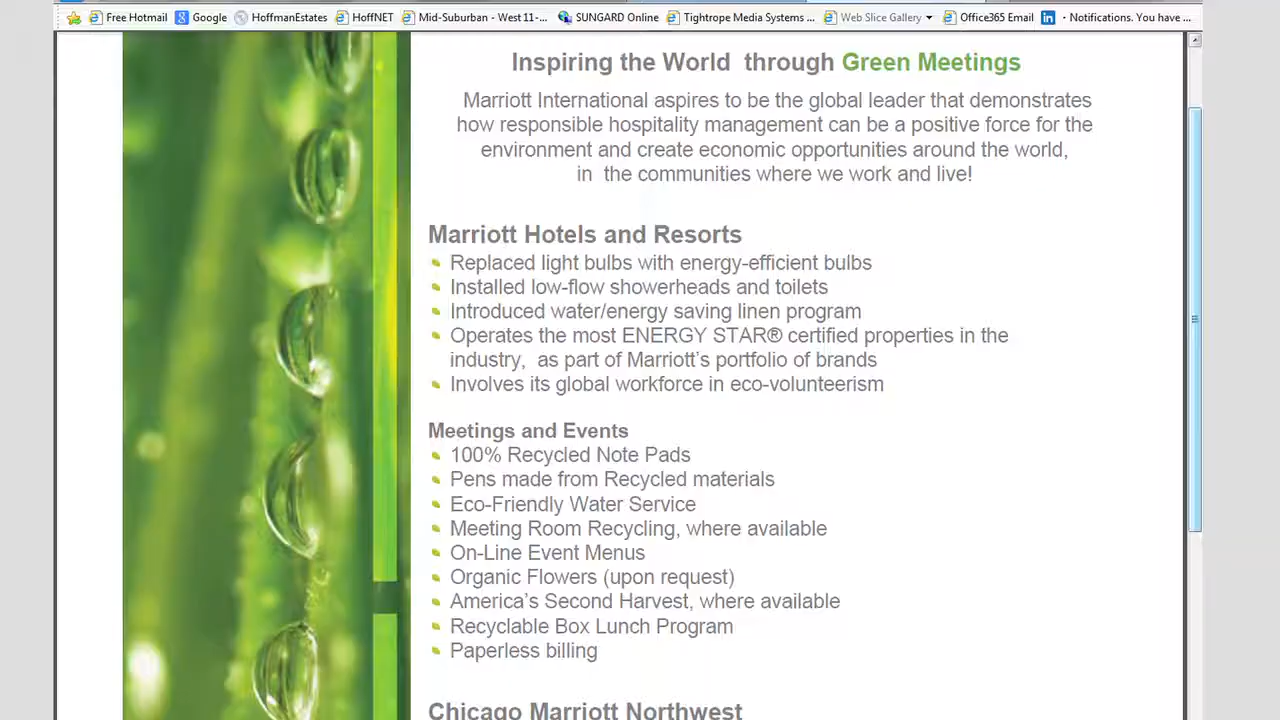 Free Hotmail Google HoffmanEstates HoffNET Mid-Suburban - West 11-... SUNGARD Online Tightrope Media Systems ... Web Slice Gallery Office365 Email in · Notifications. You have ...
Inspiring the World through Green Meetings
Marriott International aspires to be the global leader that demonstrates
how responsible hospitality management can be a positive force for the
environment and create economic opportunities around the world,
in the communities where we work and live!
Marriott Hotels and Resorts
Replaced light bulbs with energy-efficient bulbs
Installed low-flow showerheads and toilets
Introduced water/energy saving linen program
Operates the most ENERGY STAR® certified properties in the
industry, as part of Marriott's portfolio of brands
Involves its global workforce in eco-volunteerism
Meetings and Events
100% Recycled Note Pads
Pens made from Recycled materials
Eco-Friendly Water Service
Meeting Room Recycling, where available
On-Line Event Menus
Organic Flowers (upon request)
America's Second Harvest, where available
Recyclable Box Lunch Program
Paperless billing
Chicago Marriott Northwest